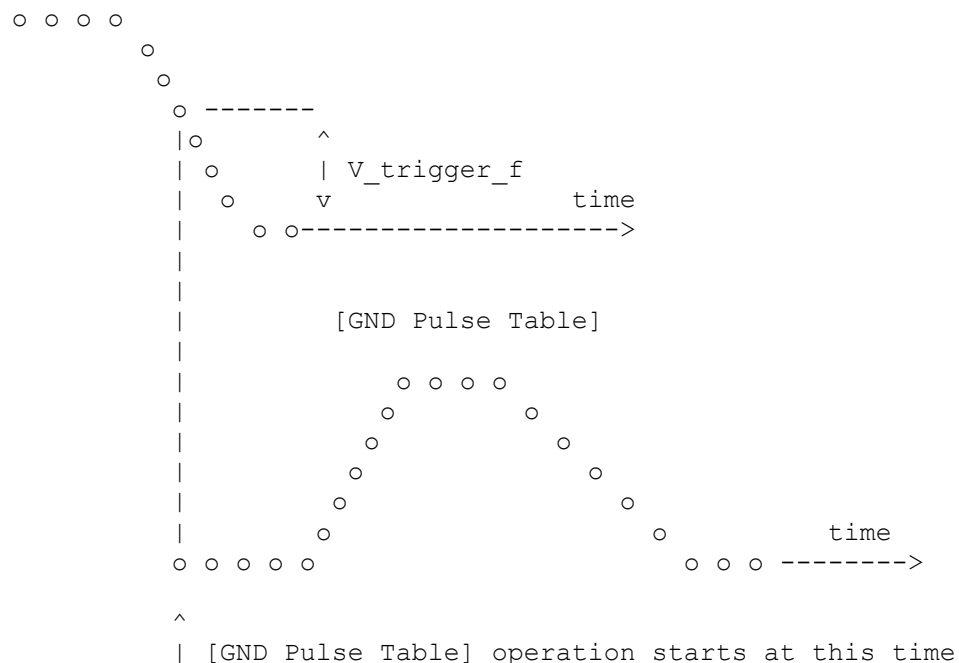 V_trigger_f
time
[GND Pulse Table]
time
[GND Pulse Table] operation starts at this time